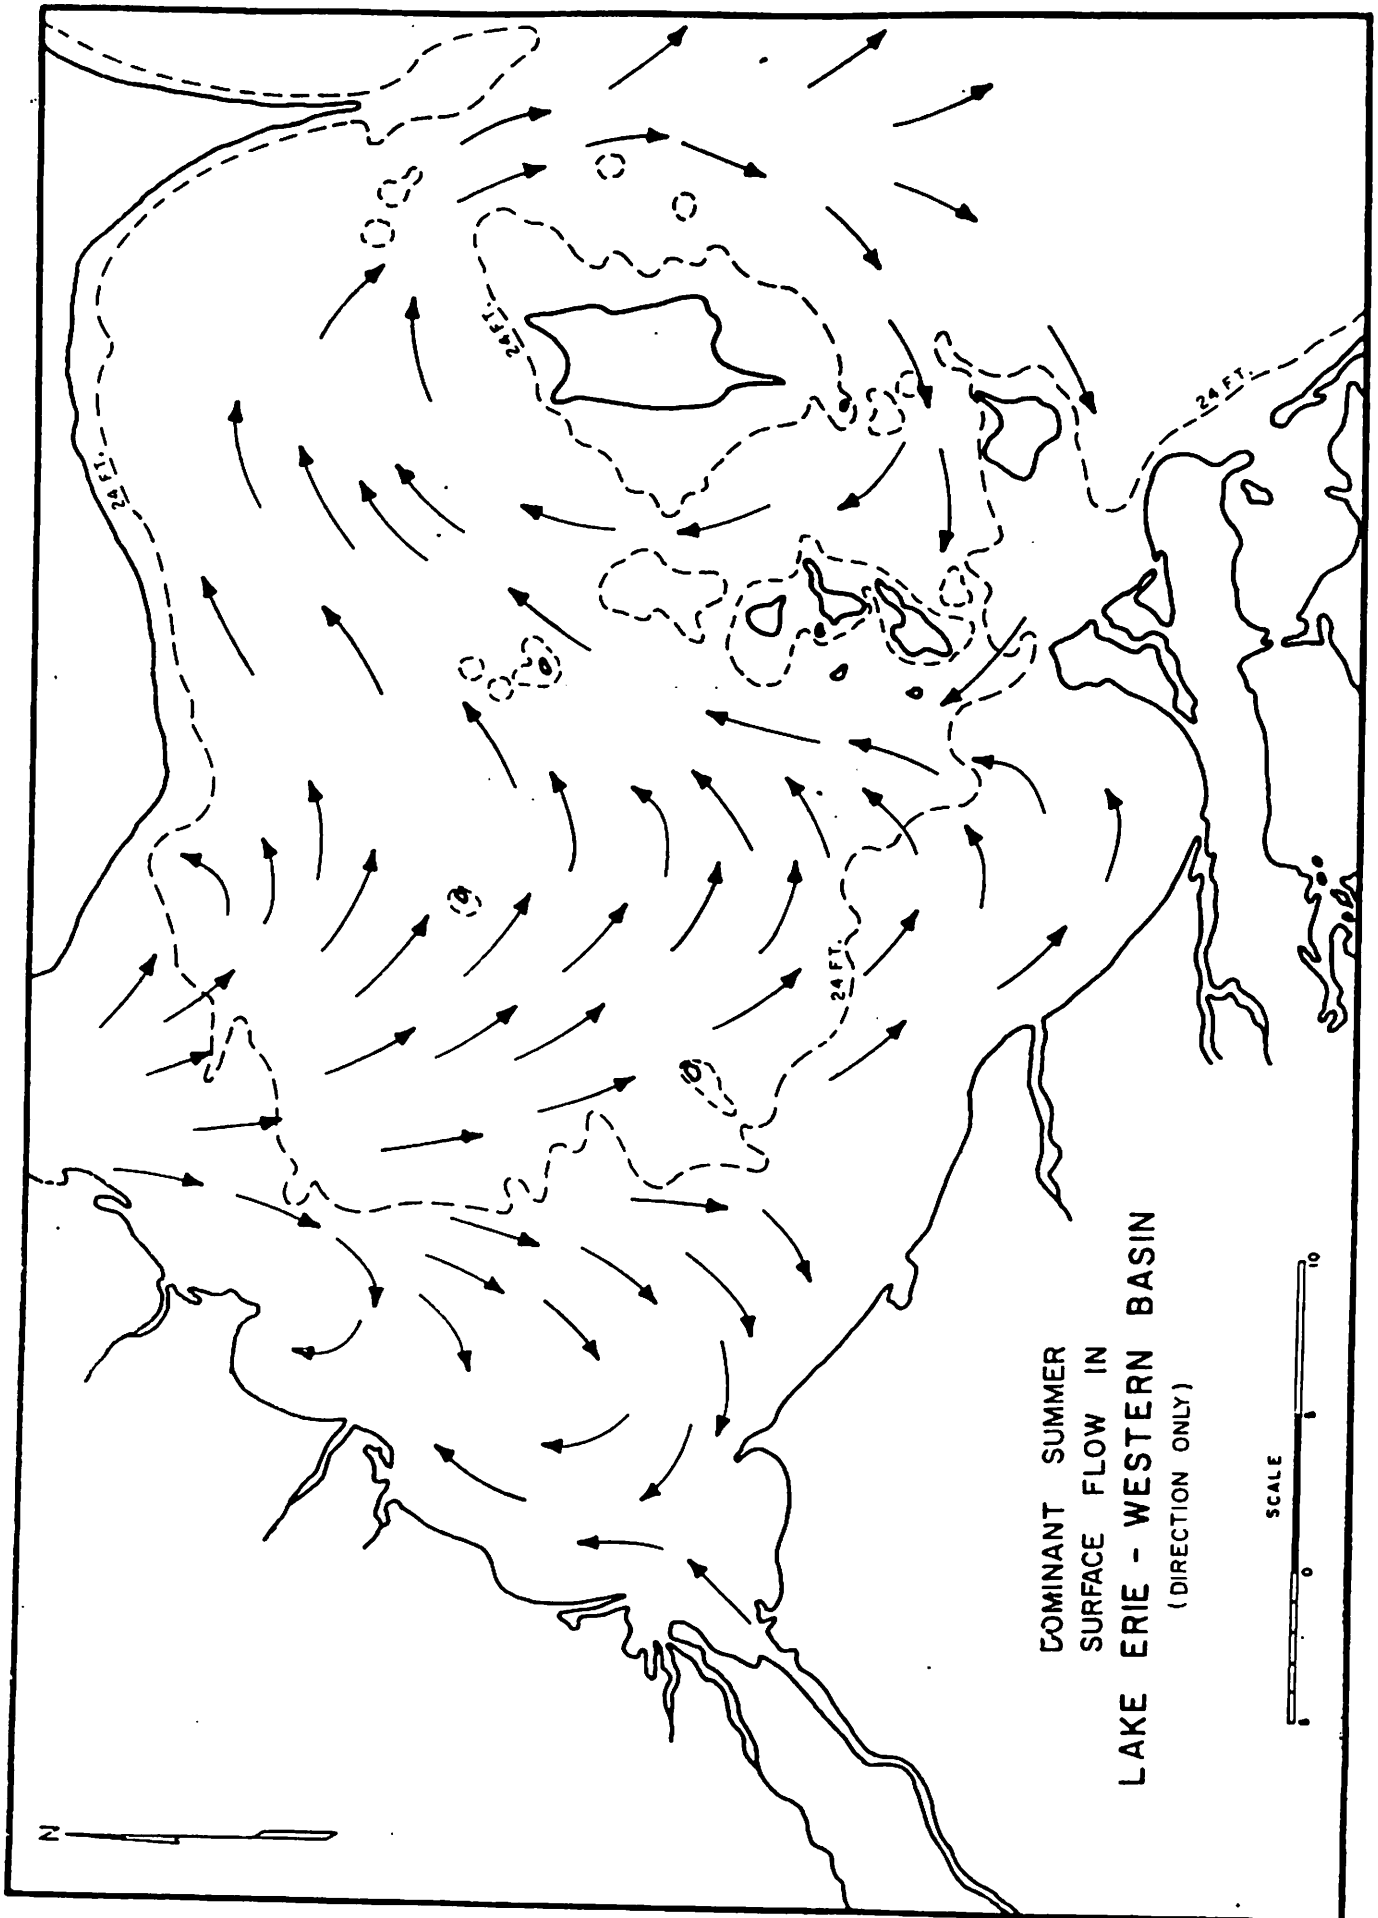 N
24 FT.
24 FT.
24 FT.
24 FT.
DOMINANT SUMMER
SURFACE FLOW IN
LAKE ERIE - WESTERN BASIN
(DIRECTION ONLY)
SCALE
5 0 5 10